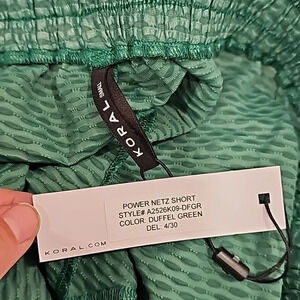 KORAL
SMALL
POWER NETZ SHORT
STYLE# A2526K09-DFGR
COLOR: DUFFEL GREEN
DEL: 4/30
KORAL.COM